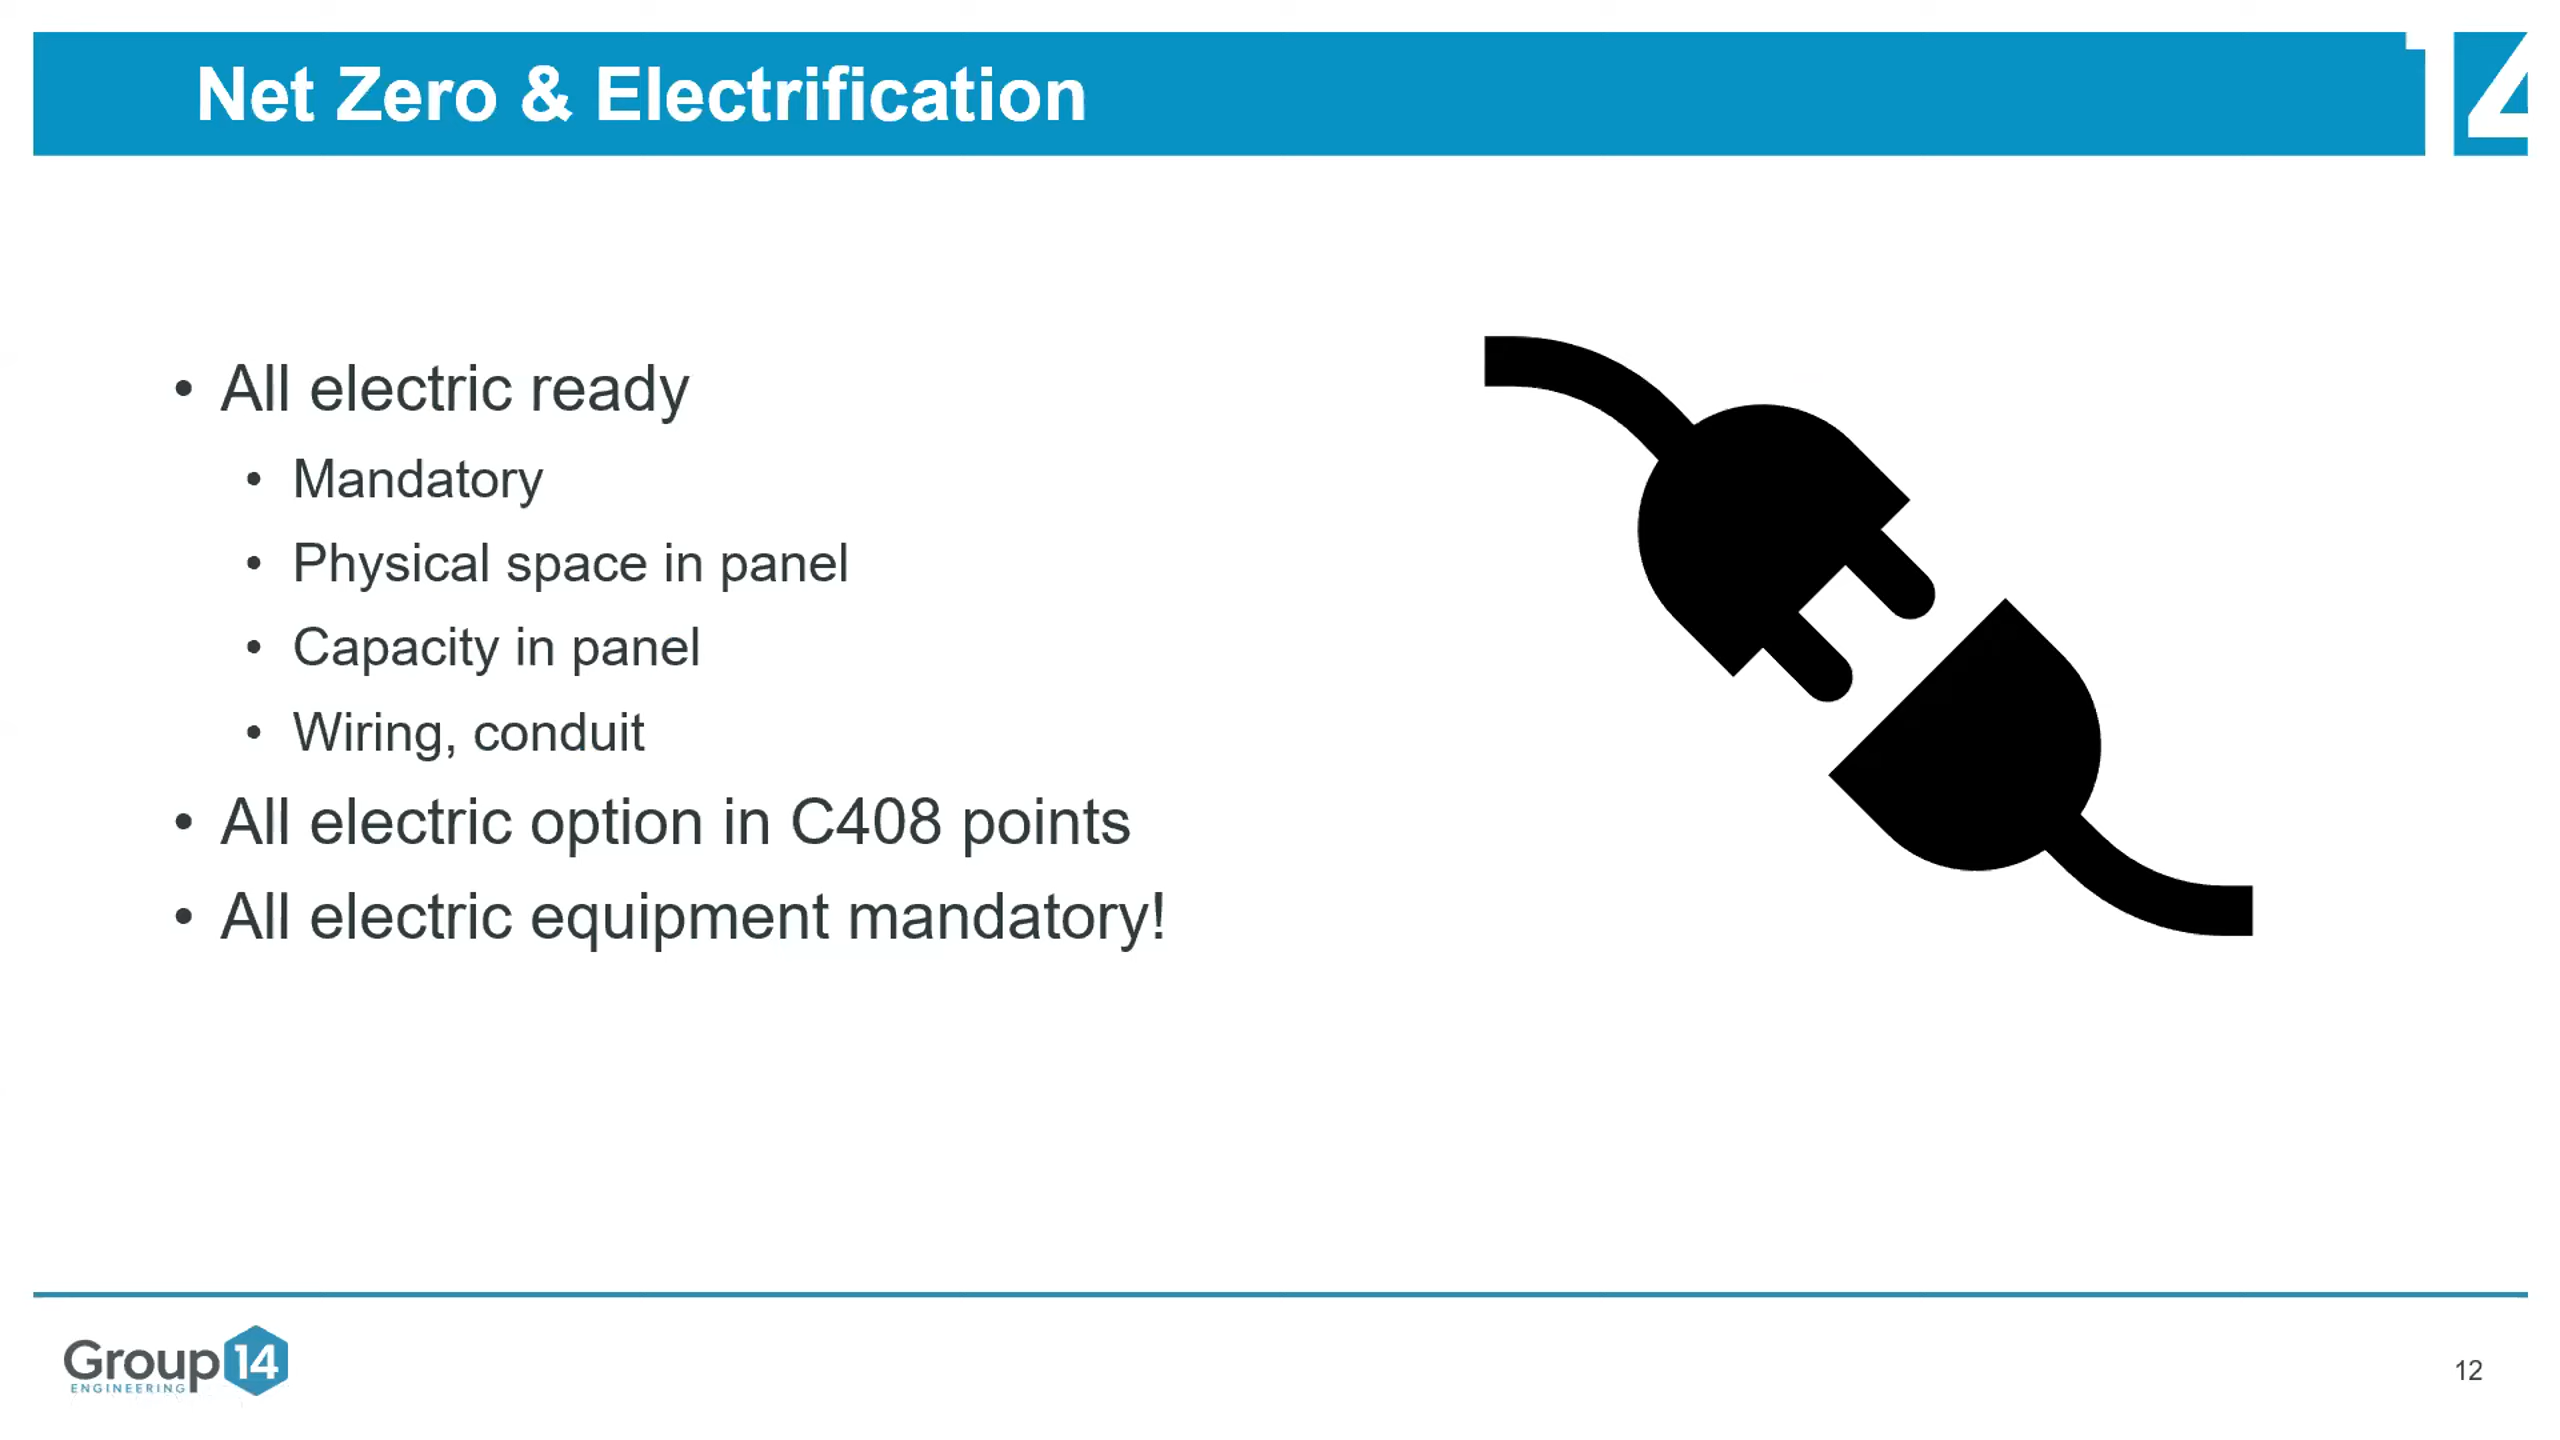 Net Zero & Electrification
14
• All electric ready
• Mandatory
• Physical space in panel
• Capacity in panel
• Wiring, conduit
• All electric option in C408 points
• All electric equipment mandatory!
Group14
ENGINEERING
12